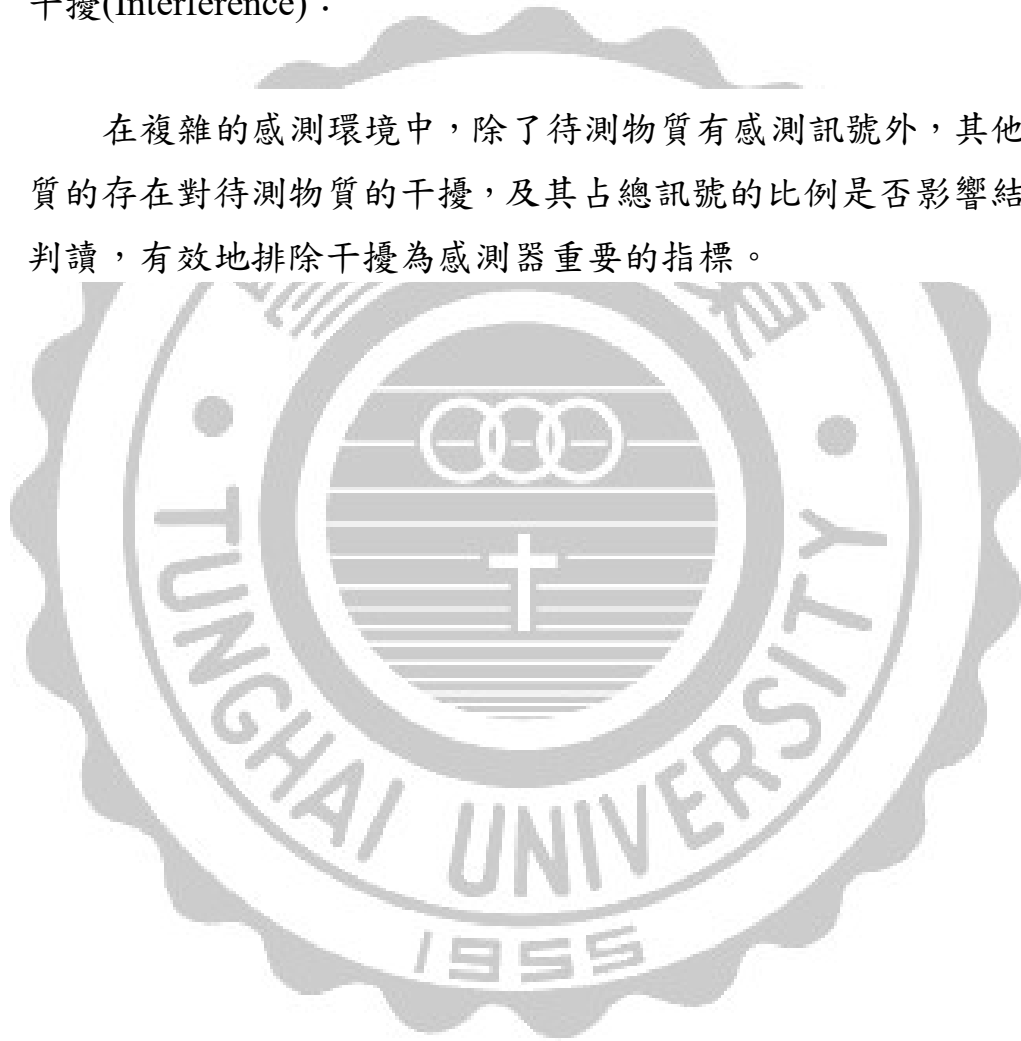 干擾(Interference)：
在複雜的感測環境中，除了待測物質有感測訊號外，其他
質的存在對待測物質的干擾，及其占總訊號的比例是否影響結
判讀，有效地排除干擾為感測器重要的指標。
TUNGHAI UNIVERSITY
1955